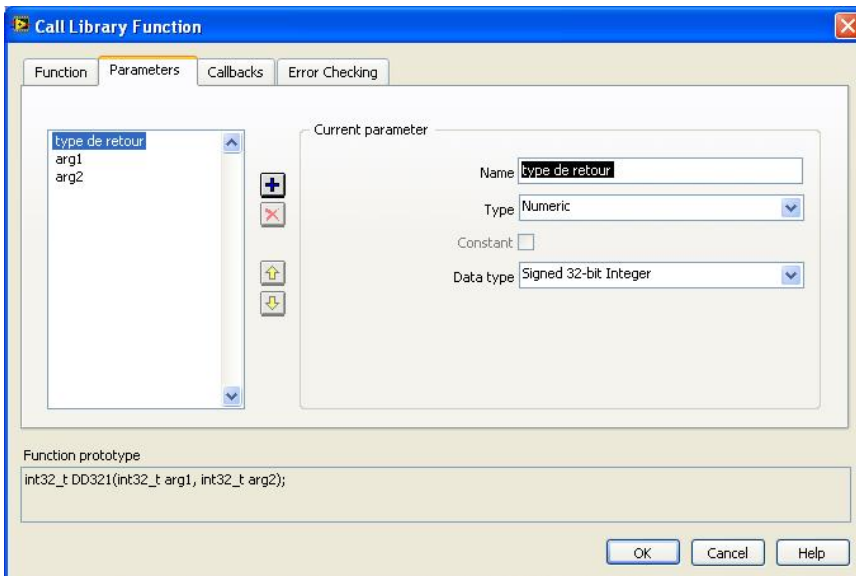 Call Library Function
Function Parameters Callbacks Error Checking
type de retour
arg1
arg2
Current parameter
Name type de retour
Type Numeric
Constant
Data type Signed 32-bit Integer
Function prototype
int32_t DD321(int32_t arg1, int32_t arg2);
OK Cancel Help